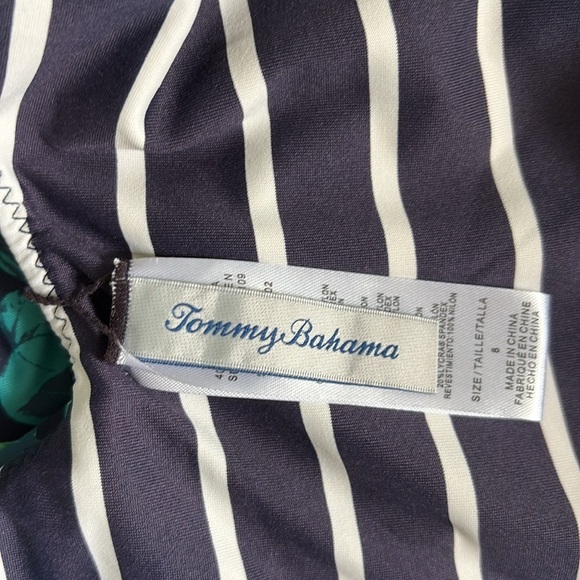 Tommy Bahama
20%LYCRA® SPANDEX
REVESTIMIENTO:100% NILON
SIZE/TAILLE/TALLA
8
MADE IN CHINA
FABRIQUÉ EN CHINE
HECHO EN CHINA